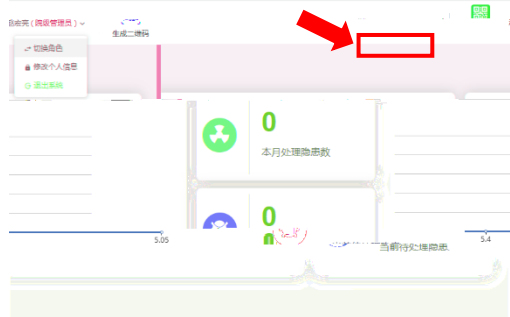 (院级管理员)
生成二维码
切换角色
修改个人信息
退出系统
0
本月处理隐患数
0
0
当前待处理隐患
5.05
5.4